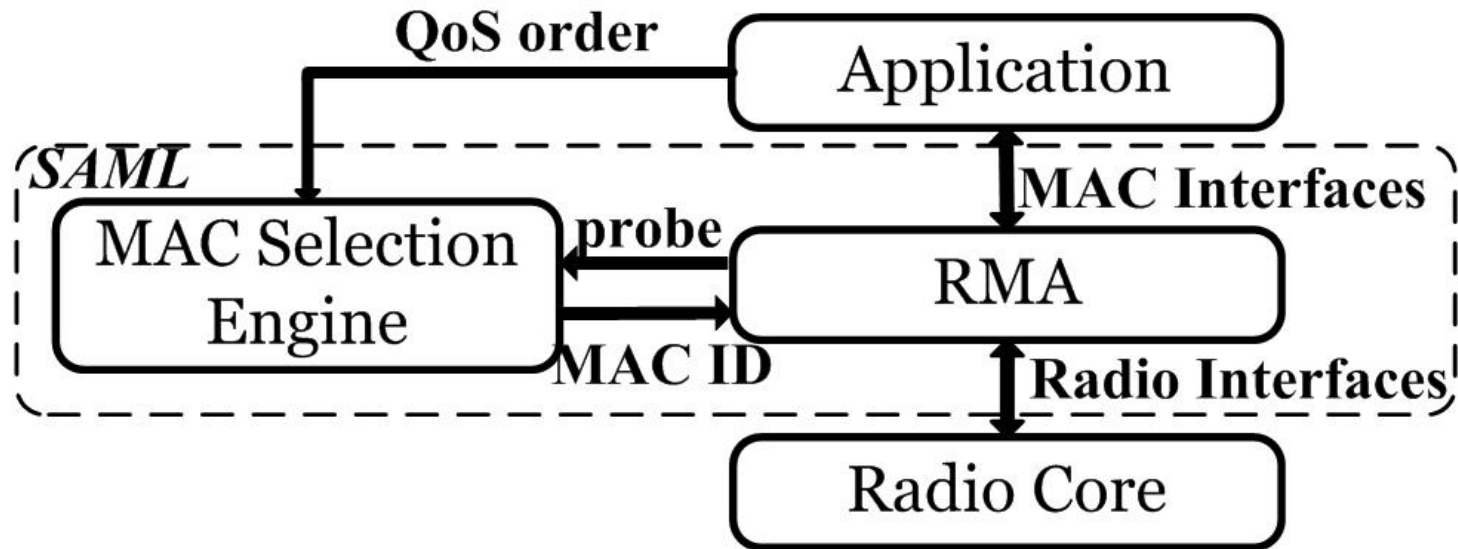 QoS order
Application
SAML
MAC Interfaces
MAC Selection
Engine
probe
RMA
MAC ID
Radio Interfaces
Radio Core